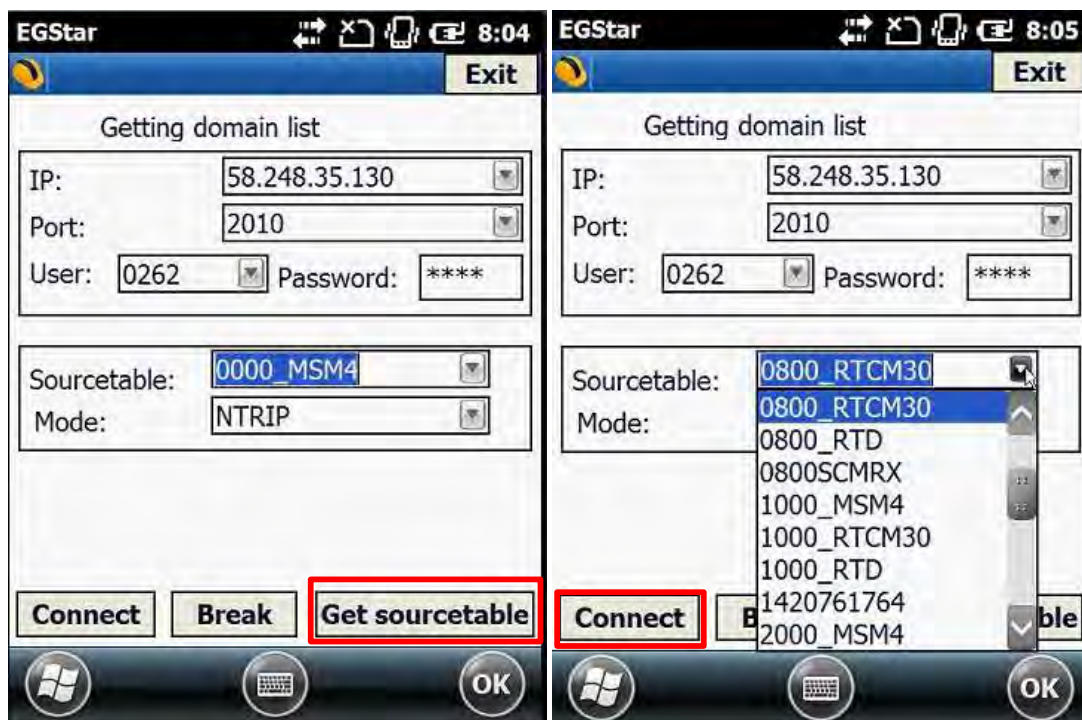 EGStar 8:04
Exit
Getting domain list
IP: 58.248.35.130
Port: 2010
User: 0262 Password: ****
Sourcetable: 0000_MSM4
Mode: NTRIP
Connect Break Get sourcetable
OK
EGStar 8:05
Exit
Getting domain list
IP: 58.248.35.130
Port: 2010
User: 0262 Password: ****
Sourcetable: 0800_RTCM30
Mode:
0800_RTCM30
0800_RTD
0800SCMRX
1000_MSM4
1000_RTCM30
1000_RTD
1420761764
2000_MSM4
Connect B ble
OK